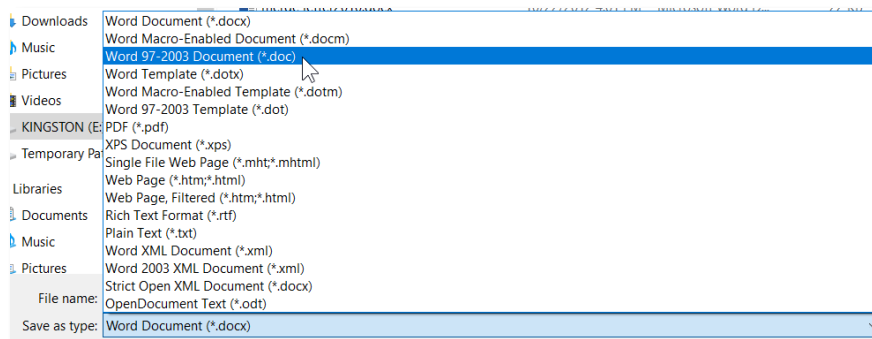 Downloads
Music
Pictures
Videos
KINGSTON (E:
Temporary Pa
Libraries
Documents
Music
Pictures
Word Document (*.docx)
Word Macro-Enabled Document (*.docm)
Word 97-2003 Document (*.doc)
Word Template (*.dotx)
Word Macro-Enabled Template (*.dotm)
Word 97-2003 Template (*.dot)
PDF (*.pdf)
XPS Document (*.xps)
Single File Web Page (*.mht;*.mhtml)
Web Page (*.htm;*.html)
Web Page, Filtered (*.htm;*.html)
Rich Text Format (*.rtf)
Plain Text (*.txt)
Word XML Document (*.xml)
Word 2003 XML Document (*.xml)
Strict Open XML Document (*.docx)
OpenDocument Text (*.odt)
File name:
Save as type: Word Document (*.docx)